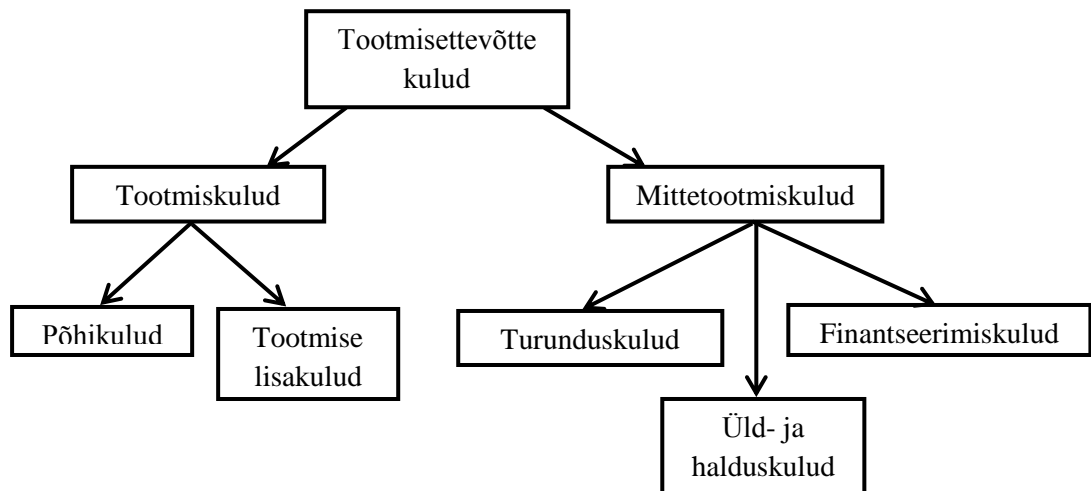 Tootmisettevõtte
kulud
Tootmiskulud
Mittetootmiskulud
Põhikulud
Tootmise
lisakulud
Turunduskulud
Finantseerimiskulud
Üld- ja
halduskulud